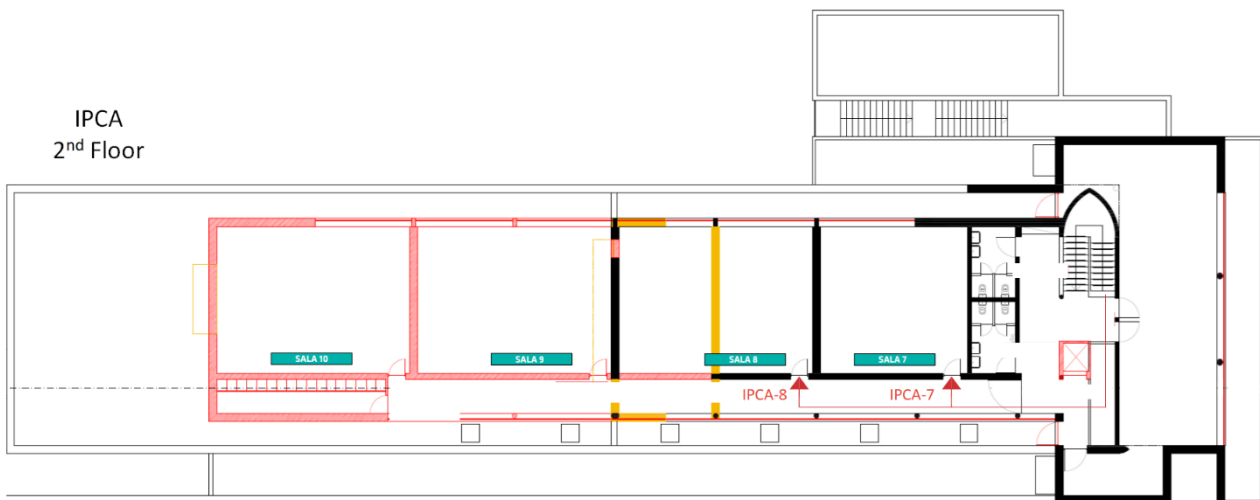 IPCA
2nd Floor
SALA 10
SALA 9
SALA 8
SALA 7
IPCA-8
IPCA-7